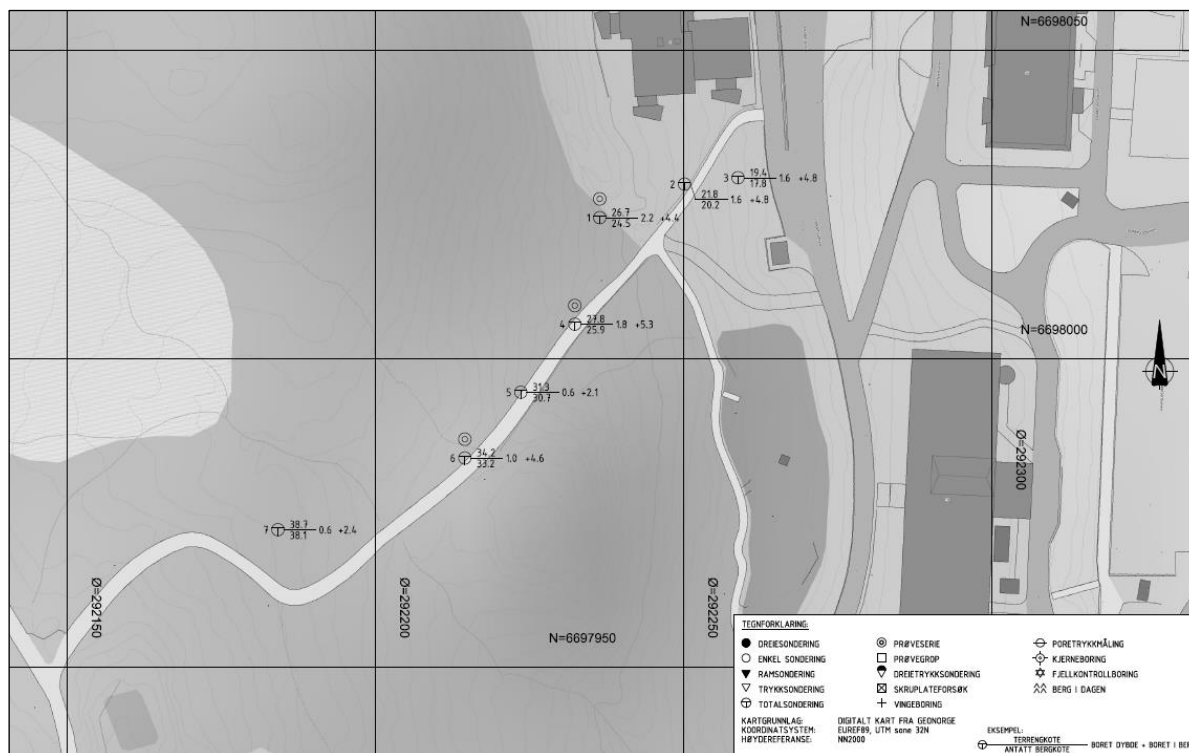 N=6698050
3 19.4 1.6 +4.8
17.8
2
21.8 1.6 +4.8
20.2
1 26.7 2.2 +4.4
24.5
4 27.8 1.8 +5.3
25.9
N=6698000
5 31.3 0.6 +2.1
30.7
6 34.2 1.0 +4.6
33.2
7 38.7 0.6 +2.4
38.1
N
Ø=292150
Ø=292200
Ø=292250
Ø=292300
N=6697950
TEGNFORKLARING:
DREIESONDERING
ENKEL SONDERING
RAMSONDERING
TRYKKSONDERING
TOTALSONDERING
PRØVESERIE
PRØVEGROP
DREIETRYKKSONDERING
SKRUPLATEFORSØK
VINGEBORING
PORETRYKKMÅLING
KJERNEBORING
FJELLKONTROLLBORING
BERG I DAGEN
KARTGRUNNLAG: DIGITALT KART FRA GEONORGE
KOORDINATSYSTEM: EUREF89, UTM sone 32N
HØYDEREFERANSE: NN2000
EKSEMPEL:
TERRENGKOTE
ANTATT BERGKOTE
BORET DYBDE + BORET I